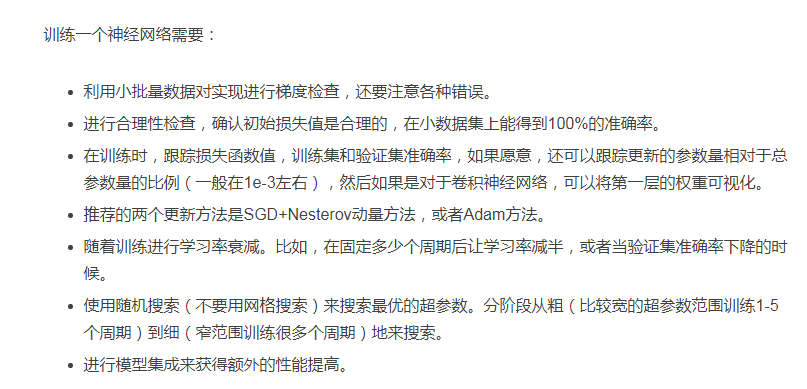 训练一个神经网络需要：
利用小批量数据对实现进行梯度检查，还要注意各种错误。
进行合理性检查，确认初始损失值是合理的，在小数据集上能得到100%的准确率。
在训练时，跟踪损失函数值，训练集和验证集准确率，如果愿意，还可以跟踪更新的参数量相对于总
参数量的比例（一般在1e-3左右），然后如果是对于卷积神经网络，可以将第一层的权重可视化。
推荐的两个更新方法是SGD+Nesterov动量方法，或者Adam方法。
随着训练进行学习率衰减。比如，在固定多少个周期后让学习率减半，或者当验证集准确率下降的时
候。
使用随机搜索（不要用网格搜索）来搜索最优的超参数。分阶段从粗（比较宽的超参数范围训练1-5
个周期）到细（窄范围训练很多个周期）地来搜索。
进行模型集成来获得额外的性能提高。